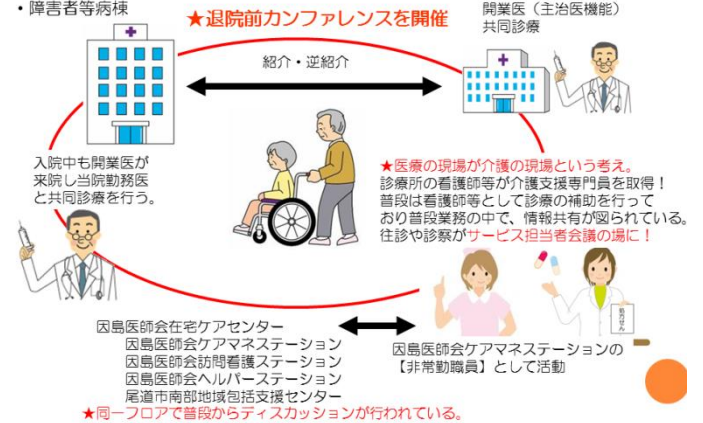 ・障害者等病棟
★退院前カンファレンスを開催
開業医（主治医機能）
共同診療
紹介・逆紹介
入院中も開業医が
来院し当院勤務医
と共同診療を行う。
★医療の現場が介護の現場という考え。
診療所の看護師等が介護支援専門員を取得！
普段は看護師等として診療の補助を行って
おり普段業務の中で、情報共有が図られている。
往診や診察がサービス担当者会議の場に！
処方せん
因島医師会在宅ケアセンター
因島医師会ケアマネステーション
因島医師会訪問看護ステーション
因島医師会ヘルパーステーション
尾道市南部地域包括支援センター
★同一フロアで普段からディスカッションが行われている。
因島医師会ケアマネステーションの
【非常勤職員】として活動